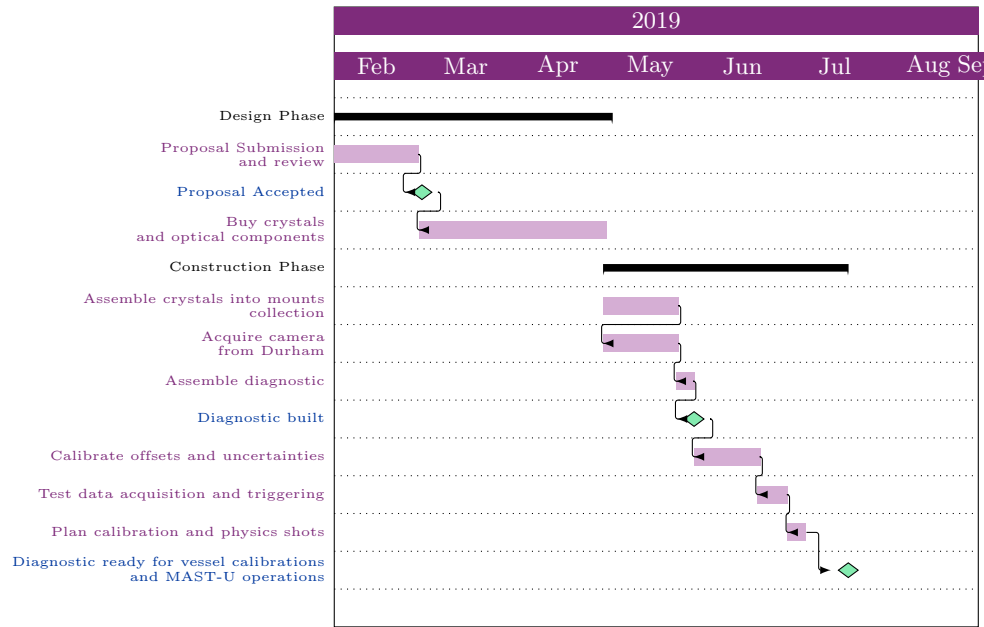 2019
Feb Mar Apr May Jun Jul Aug Sep
Design Phase
Proposal Submission
and review
Proposal Accepted
Buy crystals
and optical components
Construction Phase
Assemble crystals into mounts
collection
Acquire camera
from Durham
Assemble diagnostic
Diagnostic built
Calibrate offsets and uncertainties
Test data acquisition and triggering
Plan calibration and physics shots
Diagnostic ready for vessel calibrations
and MAST-U operations